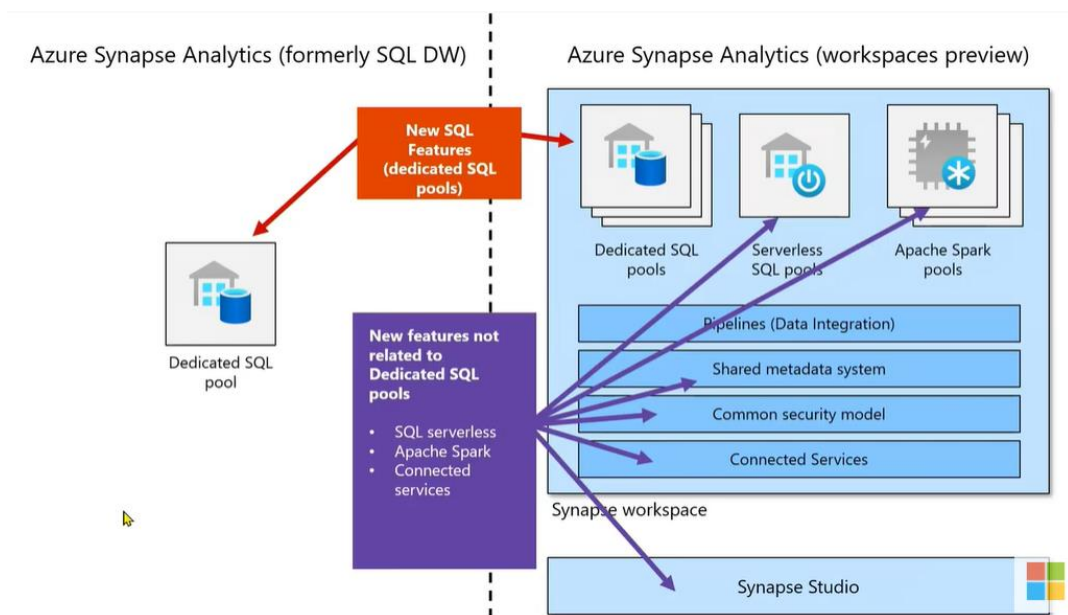 Azure Synapse Analytics (formerly SQL DW)
Azure Synapse Analytics (workspaces preview)
New SQL
Features
(dedicated SQL
pools)
Dedicated SQL
pools
Serverless
SQL pools
Apache Spark
pools
Dedicated SQL
pool
New features not
related to
Dedicated SQL
pools
• SQL serverless
• Apache Spark
• Connected
services
Pipelines (Data Integration)
Shared metadata system
Common security model
Connected Services
Synapse workspace
Synapse Studio